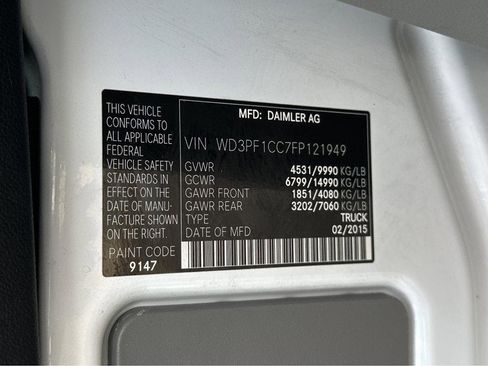 MFD: DAIMLER AG
THIS VEHICLE
CONFORMS TO
ALL APPLICABLE
FEDERAL
VEHICLE SAFETY
STANDARDS IN
EFFECT ON THE
DATE OF MANU-
FACTURE SHOWN
ON THE RIGHT.
PAINT CODE
9147
VIN WD3PF1CC7FP121949
GVWR 4531/9990 KG/LB
GCWR 6799/14990 KG/LB
GAWR FRONT 1851/4080 KG/LB
GAWR REAR 3202/7060 KG/LB
TYPE TRUCK
DATE OF MFD 02/2015